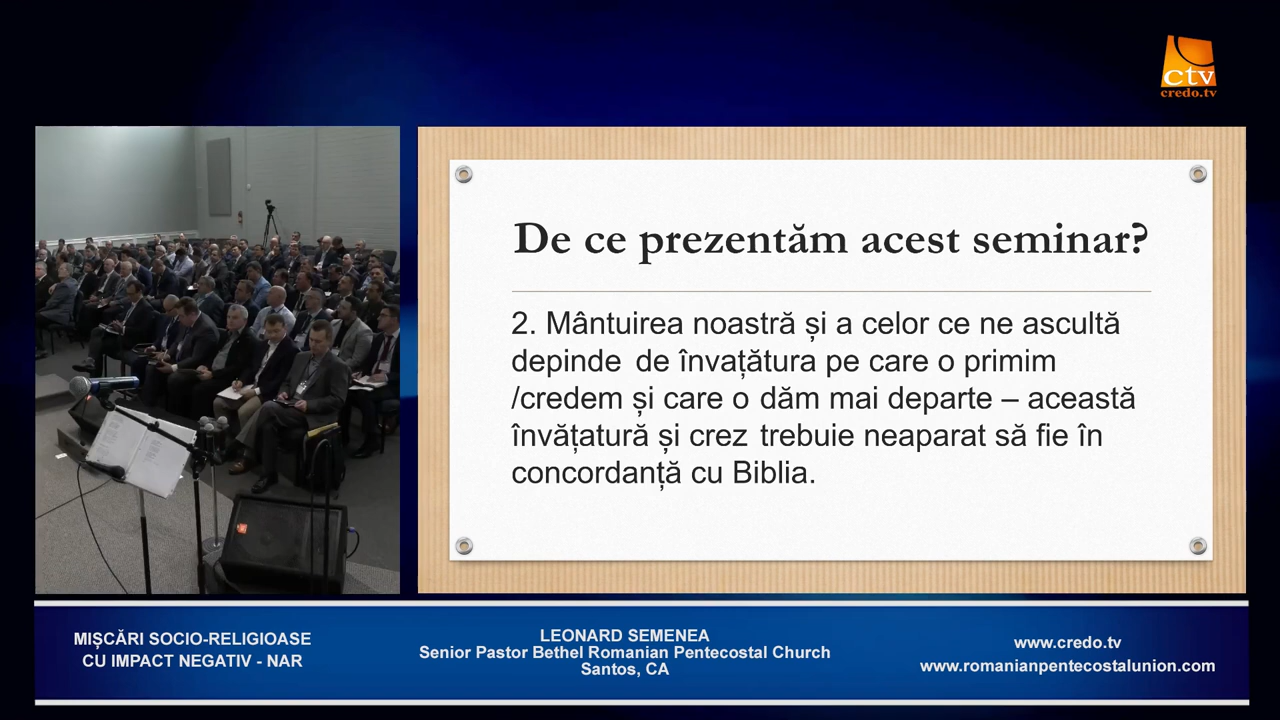 ctv
credo.tv
De ce prezentăm acest seminar?
2. Mântuirea noastră și a celor ce ne ascultă
depinde de învațătura pe care o primim
/credem și care o dăm mai departe – această
învățatură și crez trebuie neaparat să fie în
concordanță cu Biblia.
MIȘCĂRI SOCIO-RELIGIOASE
CU IMPACT NEGATIV - NAR
LEONARD SEMENEA
Senior Pastor Bethel Romanian Pentecostal Church
Santos, CA
www.credo.tv
www.romanianpentecostalunion.com